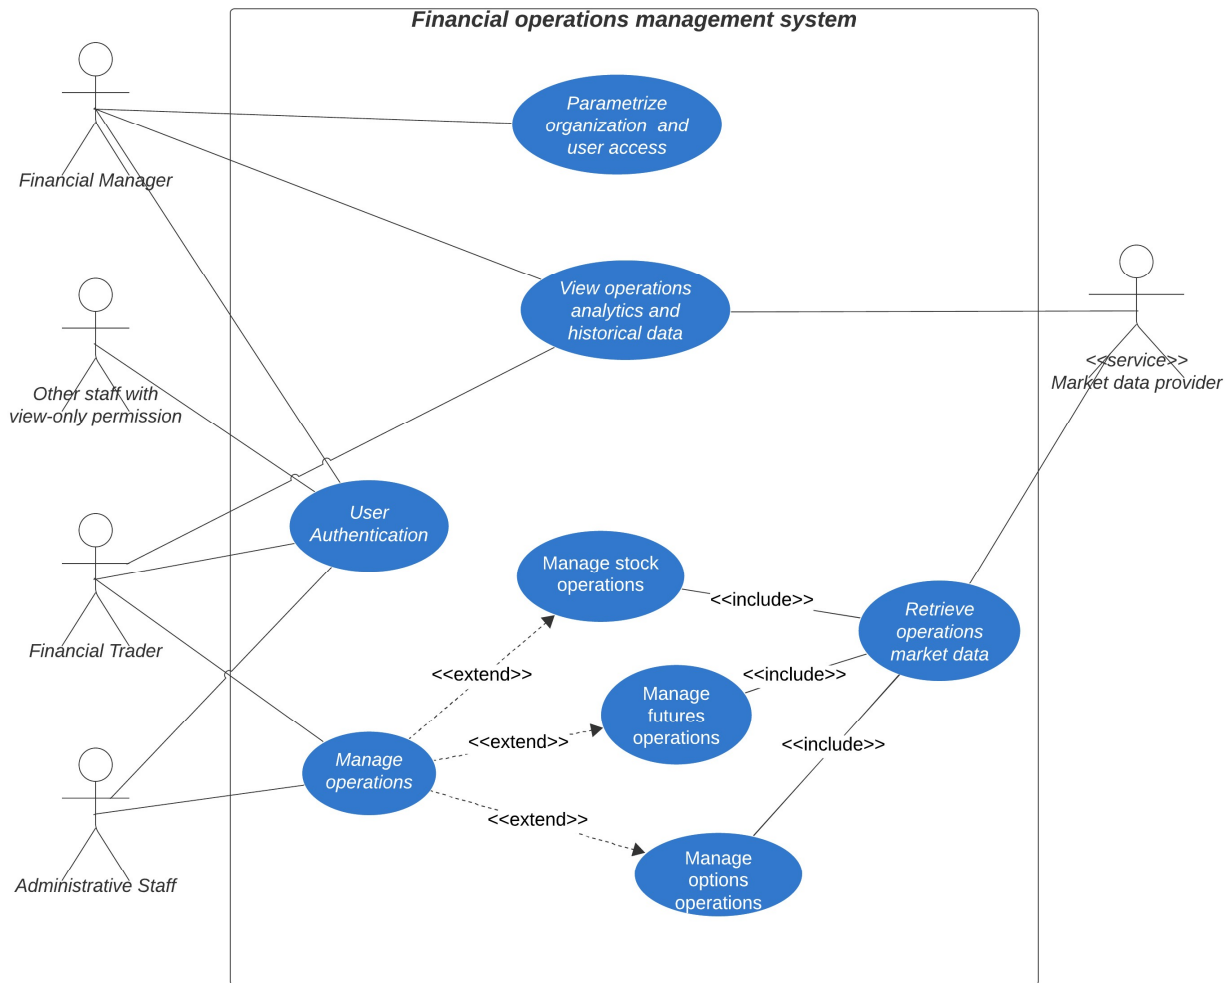 Financial operations management system
Parametrize
organization and
user access
Financial Manager
View operations
analytics and
historical data
<<service>>
Market data provider
Other staff with
view-only permission
User
Authentication
Manage stock
operations
<<include>>
Retrieve
operations
market data
Financial Trader
<<extend>>
<<include>>
Manage
futures
operations
<<extend>>
<<include>>
Manage
operations
<<extend>>
Manage
options
operations
Administrative Staff